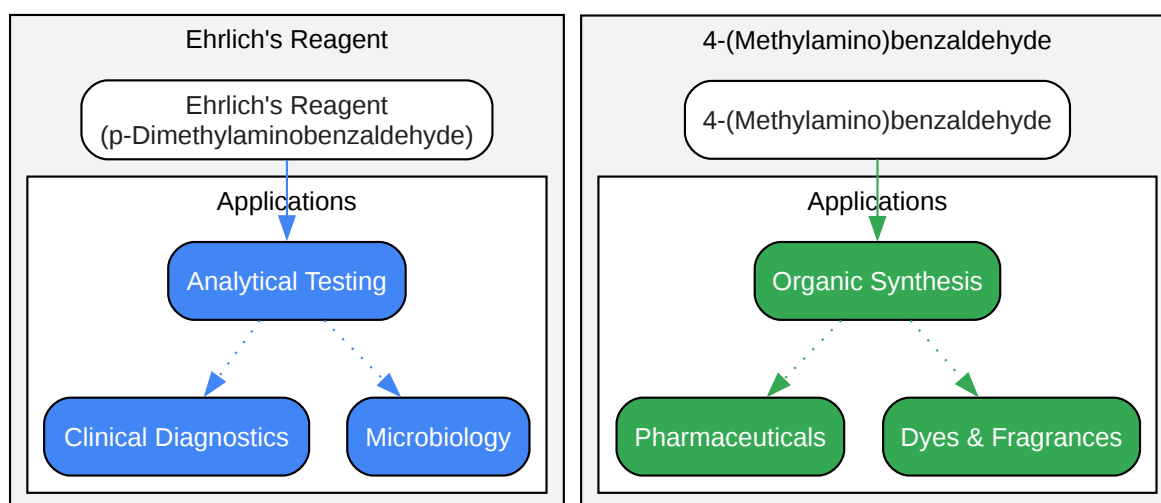 Ehrlich's Reagent
Ehrlich's Reagent
(p-Dimethylaminobenzaldehyde)
Applications
Analytical Testing
Clinical Diagnostics
Microbiology
4-(Methylamino)benzaldehyde
4-(Methylamino)benzaldehyde
Applications
Organic Synthesis
Pharmaceuticals
Dyes & Fragrances